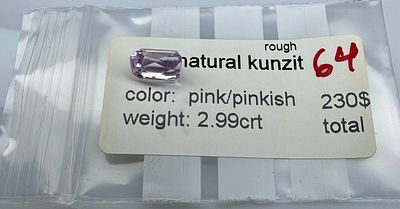 rough
natural kunzit 64
color: pink/pinkish 230$
weight: 2.99crt total